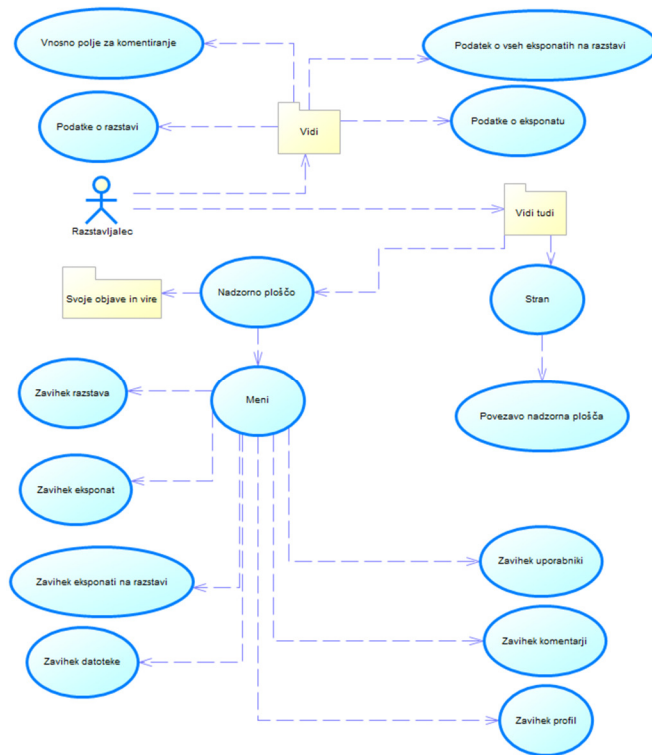 Vnosno polje za komentiranje
Podatek o vseh eksponatih na razstavi
Podatke o razstavi
Vidi
Podatke o eksponatu
Razstavljalec
Vidi tudi
Svoje objave in vire
Nadzorno ploščo
Stran
Zavihek razstava
Meni
Povezavo nadzorna plošča
Zavihek eksponat
Zavihek eksponati na razstavi
Zavihek uporabniki
Zavihek datoteke
Zavihek komentarji
Zavihek profil